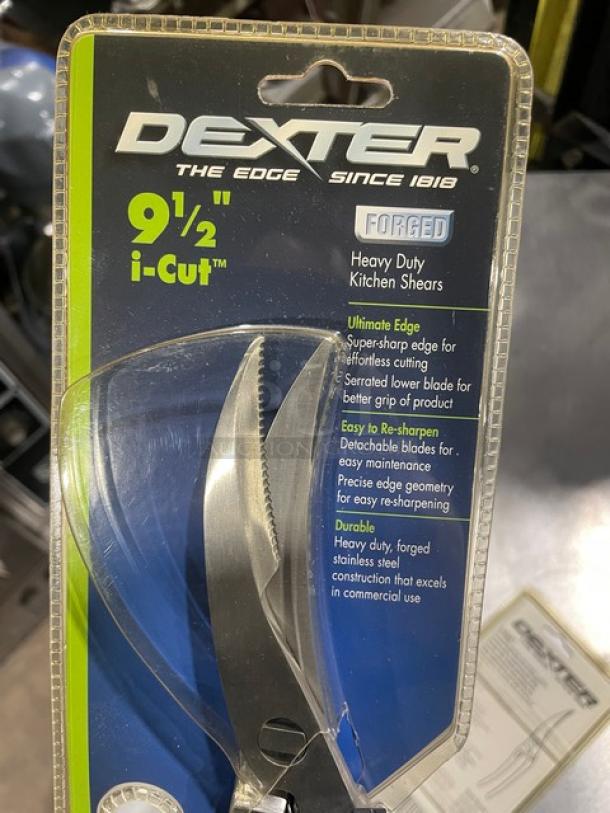 DEXTER®
THE EDGE SINCE 1818
9 1/2"
i-Cut™
FORGED
Heavy Duty
Kitchen Shears
Ultimate Edge
Super-sharp edge for
effortless cutting
Serrated lower blade for
better grip of product
Easy to Re-sharpen
Detachable blades for
easy maintenance
Precise edge geometry
for easy re-sharpening
Durable
Heavy duty, forged
stainless steel
construction that excels
in commercial use
DEXTER